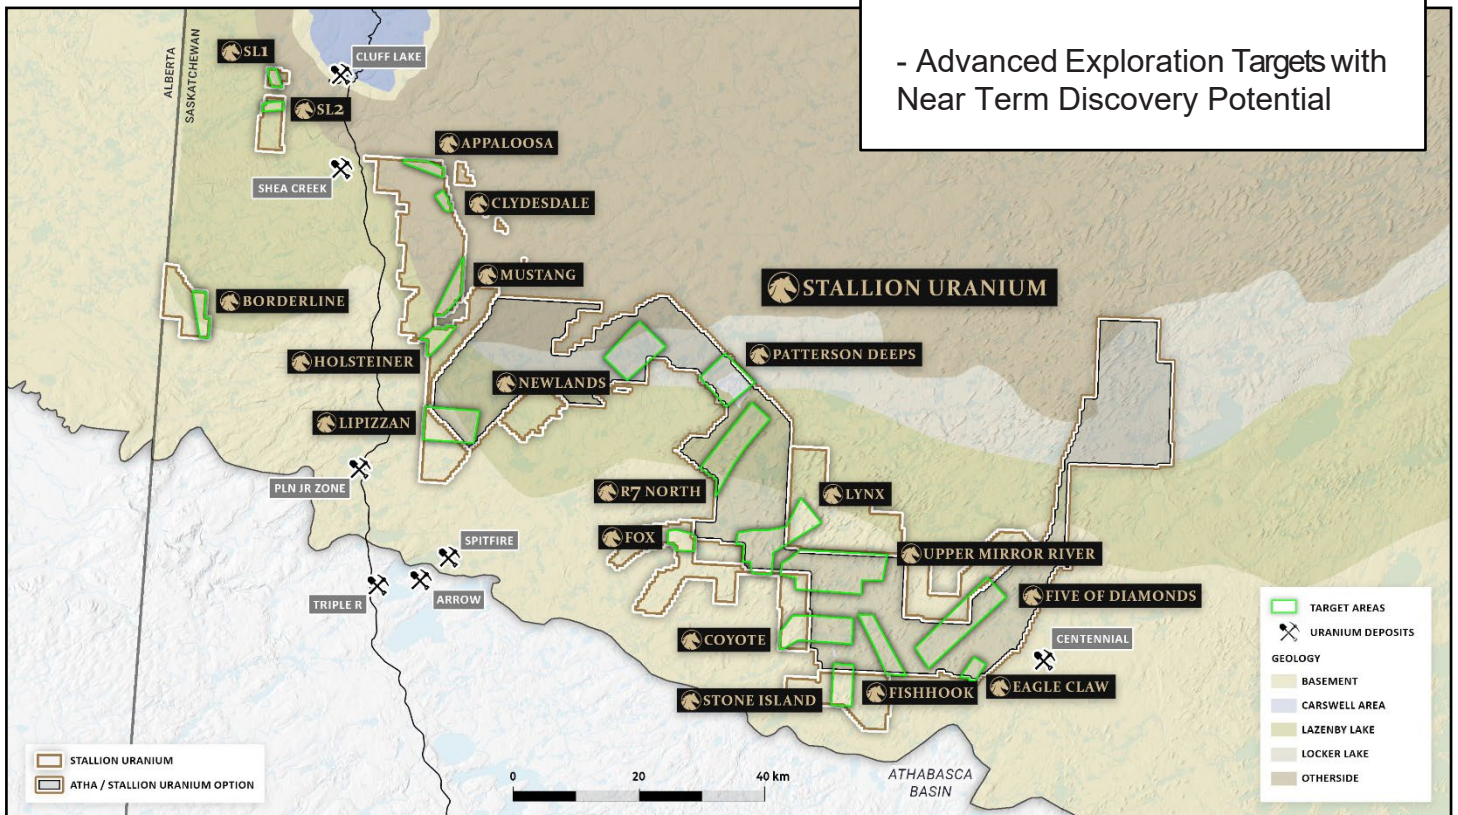 - Advanced Exploration Targets with
Near Term Discovery Potential
ALBERTA
SASKATCHEWAN
SL1
CLUFF LAKE
SL2
APPALOOSA
SHEA CREEK
CLYDESDALE
MUSTANG
STALLION URANIUM
BORDERLINE
HOLSTEINER
PATTERSON DEEPS
NEWLANDS
LIPIZZAN
PLN JR ZONE
R7 NORTH
LYNX
FOX
SPITFIRE
UPPER MIRROR RIVER
TRIPLE R
ARROW
FIVE OF DIAMONDS
COYOTE
CENTENNIAL
STONE ISLAND
FISHHOOK
EAGLE CLAW
TARGET AREAS
URANIUM DEPOSITS
GEOLOGY
BASEMENT
CARSWELL AREA
LAZENBY LAKE
LOCKER LAKE
OTHERSIDE
STALLION URANIUM
ATHA / STALLION URANIUM OPTION
0 20 40 km
ATHABASCA
BASIN